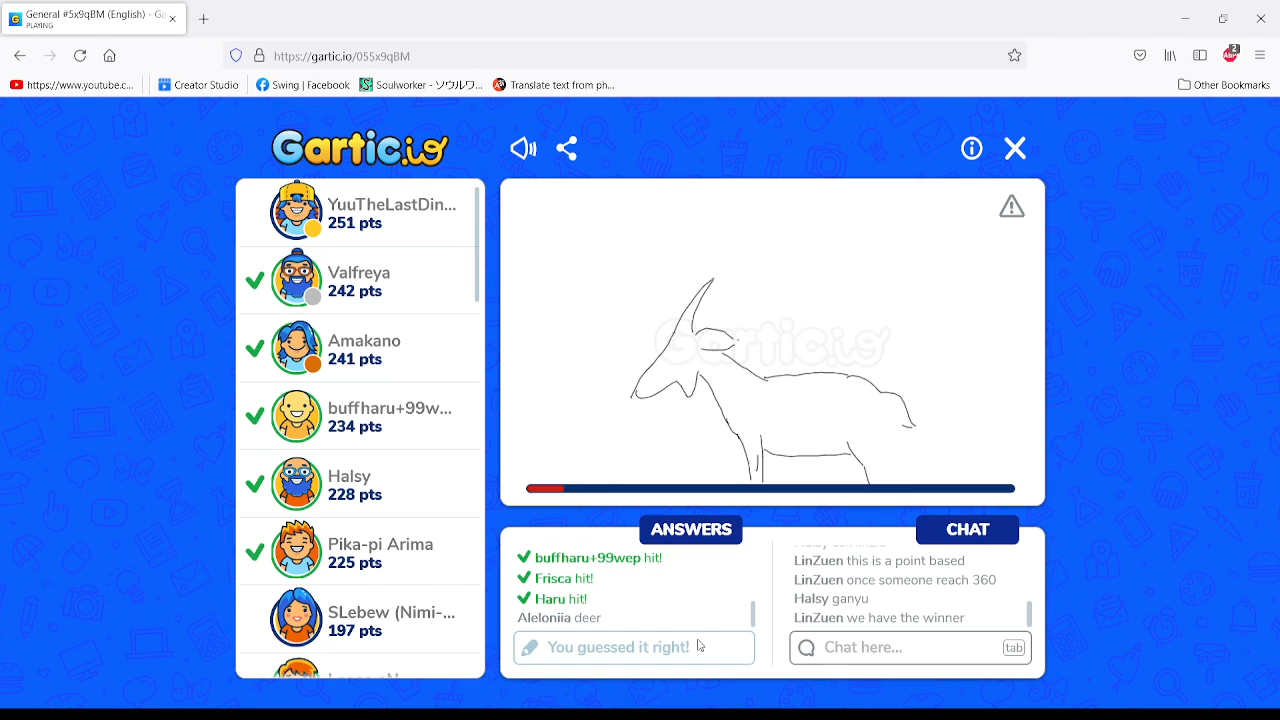 General #5x9qBM (English) - Ga
PLAYING
https://gartic.io/055x9qBM
2
https://www.youtube.c...
Creator Studio
Swing | Facebook
Soulworker - ソウルワ...
Translate text from ph...
Other Bookmarks
Gartic.io
YuuTheLastDin...
251 pts
Valfreya
242 pts
Amakano
241 pts
buffharu+99w...
234 pts
Halsy
228 pts
Pika-pi Arima
225 pts
SLebew (Nimi-...
197 pts
Gartic.io
ANSWERS
buffharu+99wep hit!
Frisca hit!
Haru hit!
Aleloniia deer
You guessed it right!
CHAT
LinZuen this is a point based
LinZuen once someone reach 360
Halsy ganyu
LinZuen we have the winner
Chat here...
tab